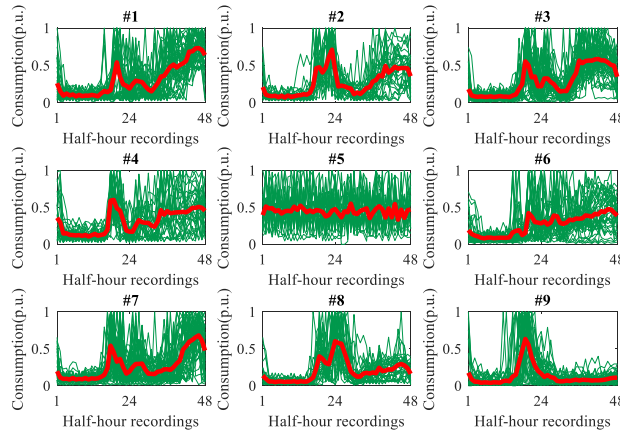 #1 #2 #3
Consumption(p.u.) 1 0.5 0 Consumption(p.u.) 1 0.5 0 Consumption(p.u.) 1 0.5 0
1 24 48 1 24 48 1 24 48
Half-hour recordings Half-hour recordings Half-hour recordings
#4 #5 #6
Consumption(p.u.) 1 0.5 0 Consumption(p.u.) 1 0.5 0 Consumption(p.u.) 1 0.5 0
1 24 48 1 24 48 1 24 48
Half-hour recordings Half-hour recordings Half-hour recordings
#7 #8 #9
Consumption(p.u.) 1 0.5 0 Consumption(p.u.) 1 0.5 0 Consumption(p.u.) 1 0.5 0
1 24 48 1 24 48 1 24 48
Half-hour recordings Half-hour recordings Half-hour recordings